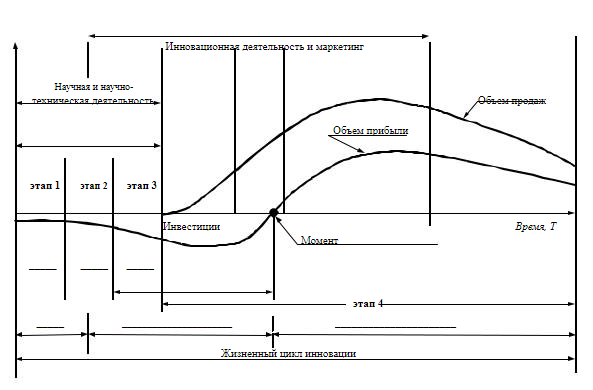 Инновационная деятельность и маркетинг
Научная и научно-
техническая деятельность
Объем продаж
Объем прибыли
этап 1
этап 2
этап 3
Инвестиции
Время, Т
Момент
этап 4
Жизненный цикл инновации